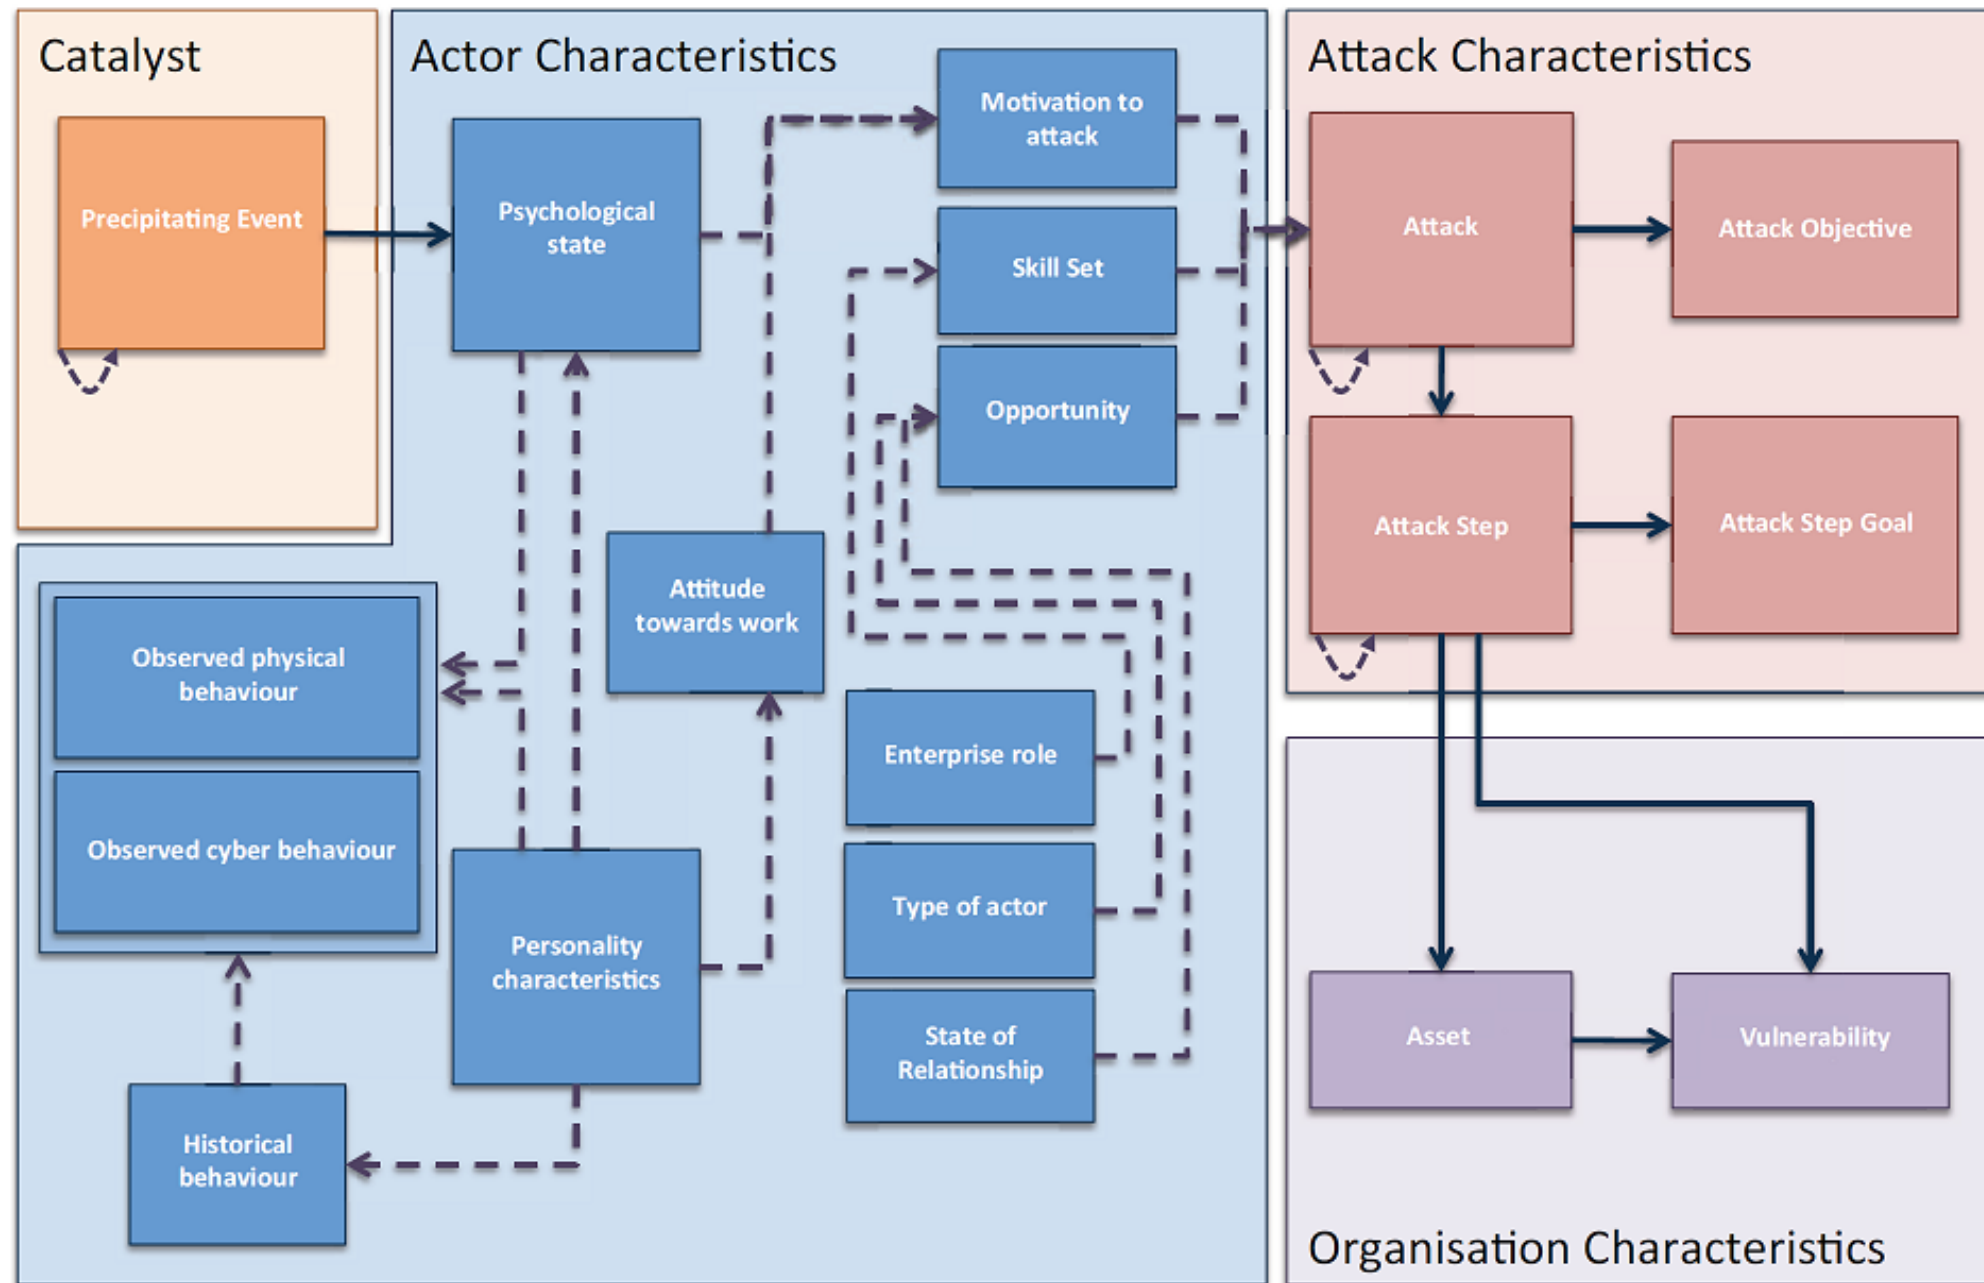 Catalyst
Precipitating Event
Actor Characteristics
Psychological
state
Motivation to
attack
Skill Set
Opportunity
Attitude
towards work
Observed physical
behaviour
Observed cyber behaviour
Enterprise role
Type of actor
Personality
characteristics
State of
Relationship
Historical
behaviour
Attack Characteristics
Attack
Attack Objective
Attack Step
Attack Step Goal
Asset
Vulnerability
Organisation Characteristics